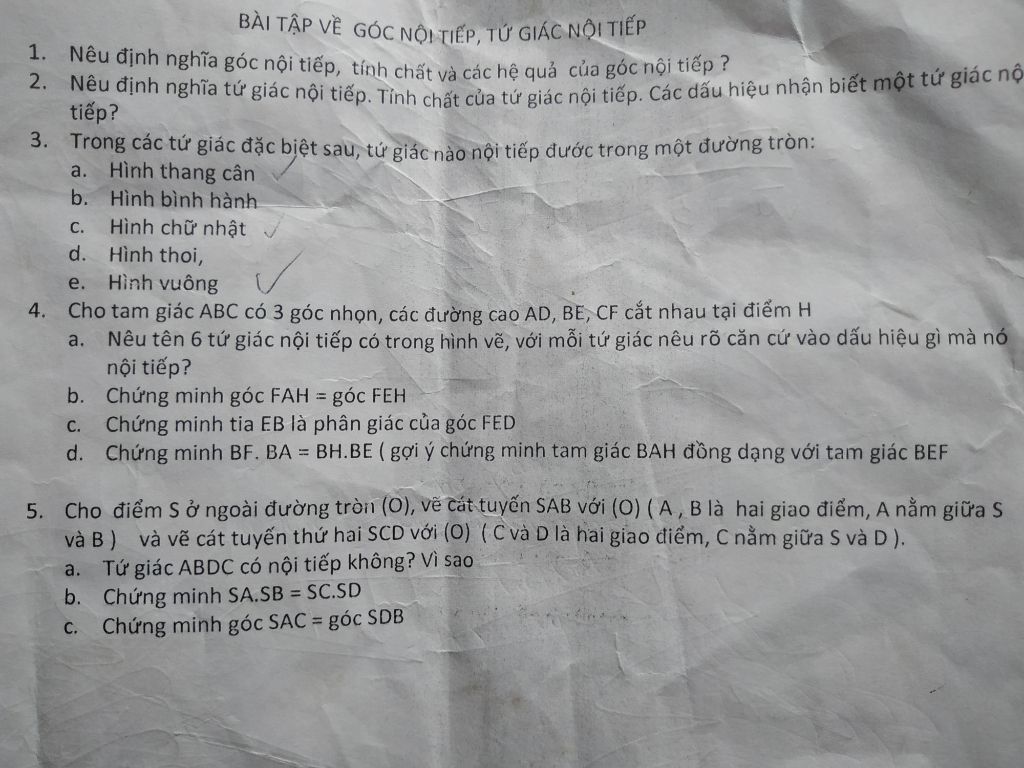 BÀI TẬP VỀ GÓC NỘI TIẾP, TỨ GIÁC NỘI TIẾP
1. Nêu định nghĩa góc nội tiếp, tính chất và các hệ quả của góc nội tiếp ?
2. Nêu định nghĩa tứ giác nội tiếp. Tính chất của tứ giác nội tiếp. Các dấu hiệu nhận biết một tứ giác nộ
tiếp?
3. Trong các tứ giác đặc biệt sau, tứ giác nào nội tiếp đước trong một đường tròn:
a. Hình thang cân
b. Hình bình hành
c. Hình chữ nhật
d. Hình thoi,
e. Hình vuông
4. Cho tam giác ABC có 3 góc nhọn, các đường cao AD, BE, CF cắt nhau tại điểm H
a. Nêu tên 6 tứ giác nội tiếp có trong hình vẽ, với mỗi tứ giác nêu rõ căn cứ vào dấu hiệu gì mà nó
nội tiếp?
b. Chứng minh góc FAH = góc FEH
c. Chứng minh tia EB là phân giác của góc FED
d. Chứng minh BF. BA = BH.BE ( gợi ý chứng minh tam giác BAH đồng dạng với tam giác BEF
5. Cho điểm S ở ngoài đường tròn (O), vẽ cát tuyến SAB với (O) ( A , B là hai giao điểm, A nằm giữa S
và B ) và vẽ cát tuyến thứ hai SCD với (O) ( C và D là hai giao điểm, C nằm giữa S và D ).
a. Tứ giác ABDC có nội tiếp không? Vì sao
b. Chứng minh SA.SB = SC.SD
c. Chứng minh góc SAC = góc SDB